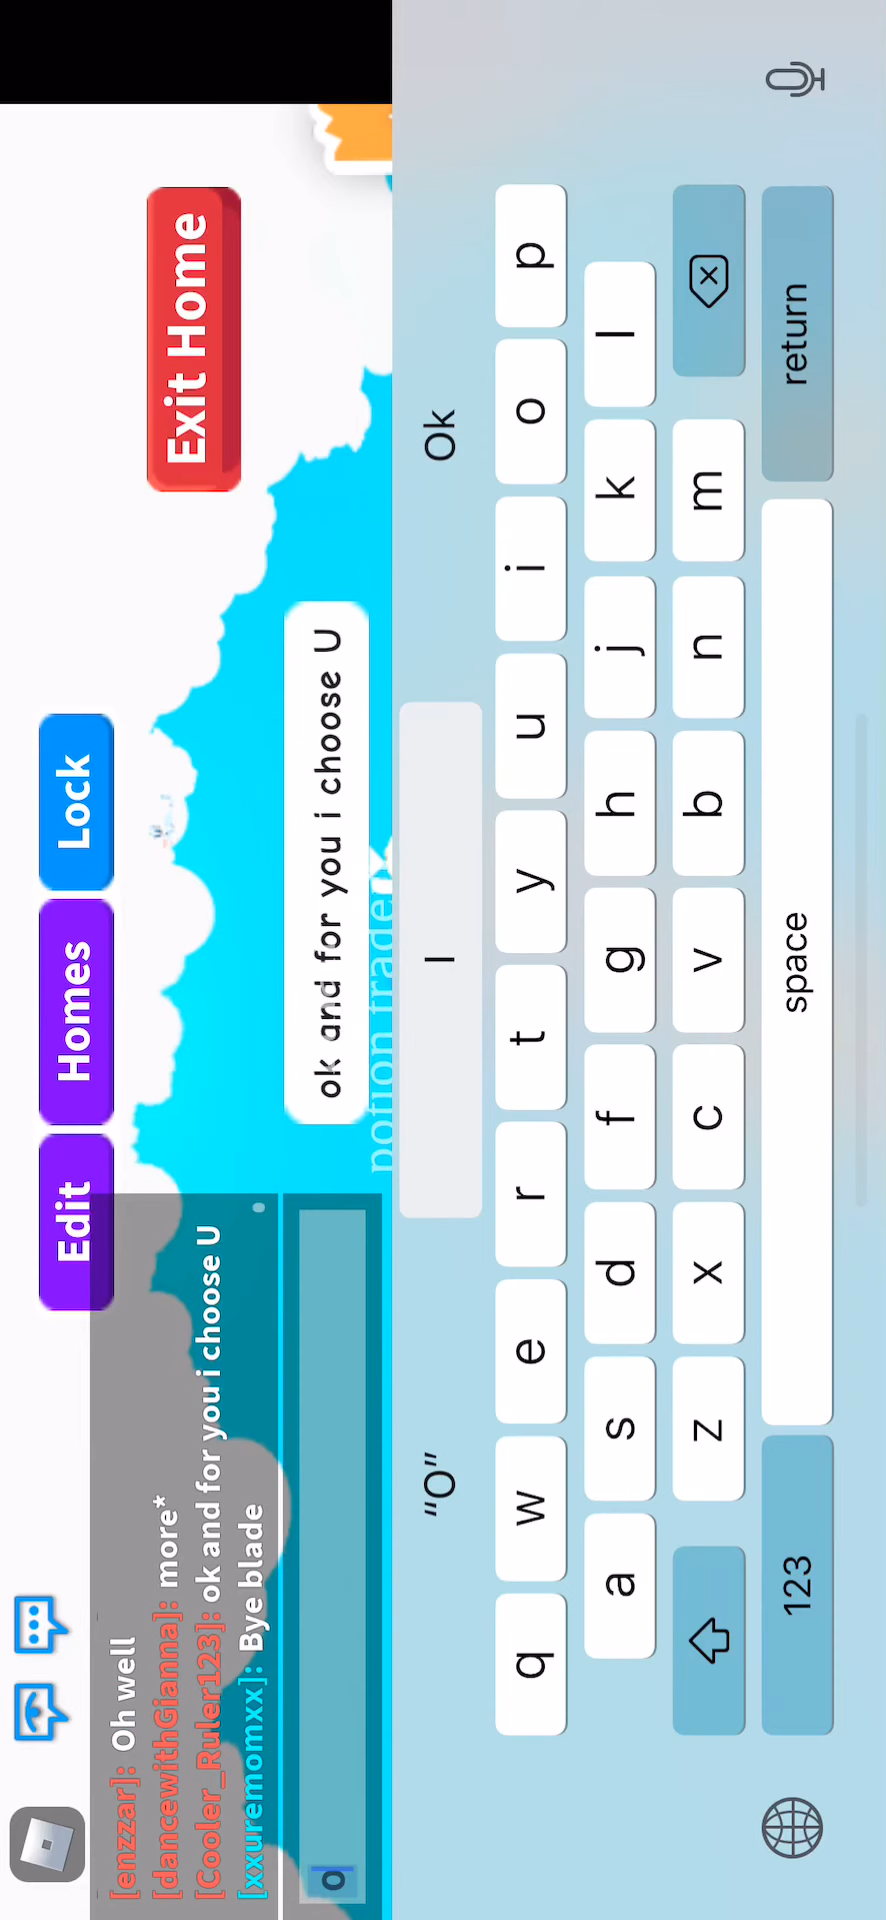 Edit Homes Lock
Exit Home
[enzzar]: Oh well
[dancewithGianna]: more*
[Cooler_Ruler123]: ok and for you i choose U
[xxuremomxx]: Bye blade
ok and for you i choose U
potion trader
o
"O" I Ok
q w e r t y u i o p
a s d f g h j k l
z x c v b n m
123 space return